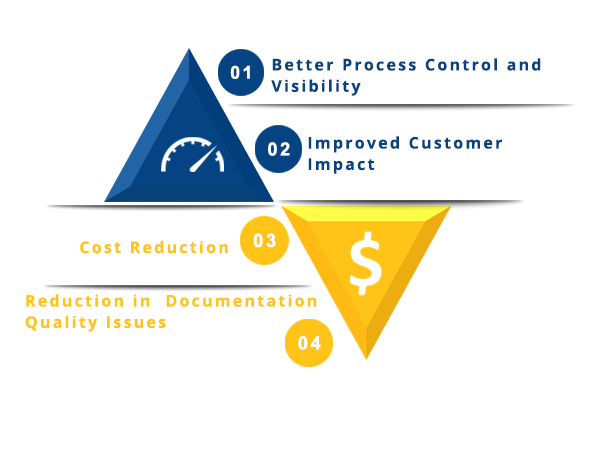 01
Better Process Control and
Visibility
02
Improved Customer
Impact
Cost Reduction
03
$
Reduction in Documentation
Quality Issues
04